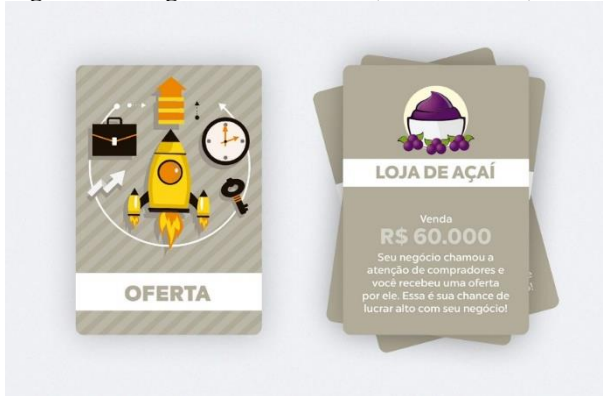 OFERTA
LOJA DE AÇAÍ
Venda
R$ 60.000
Seu negócio chamou a
atenção de compradores e
você recebeu uma oferta
por ele. Essa é sua chance de
lucrar alto com seu negócio!